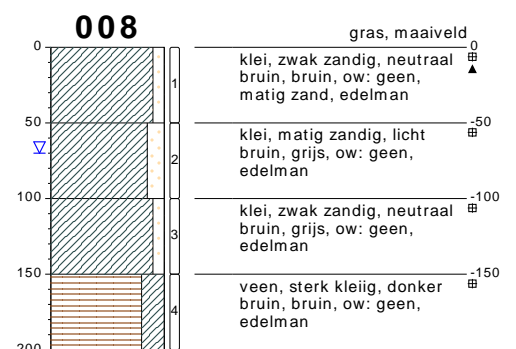 008
gras, maaiveld
0
0
klei, zwak zandig, neutraal
bruin, bruin, ow: geen,
matig zand, edelman
1
50
-50
klei, matig zandig, licht
bruin, grijs, ow: geen,
edelman
2
100
-100
klei, zwak zandig, neutraal
bruin, grijs, ow: geen,
edelman
3
150
-150
veen, sterk kleiig, donker
bruin, bruin, ow: geen,
edelman
4
200